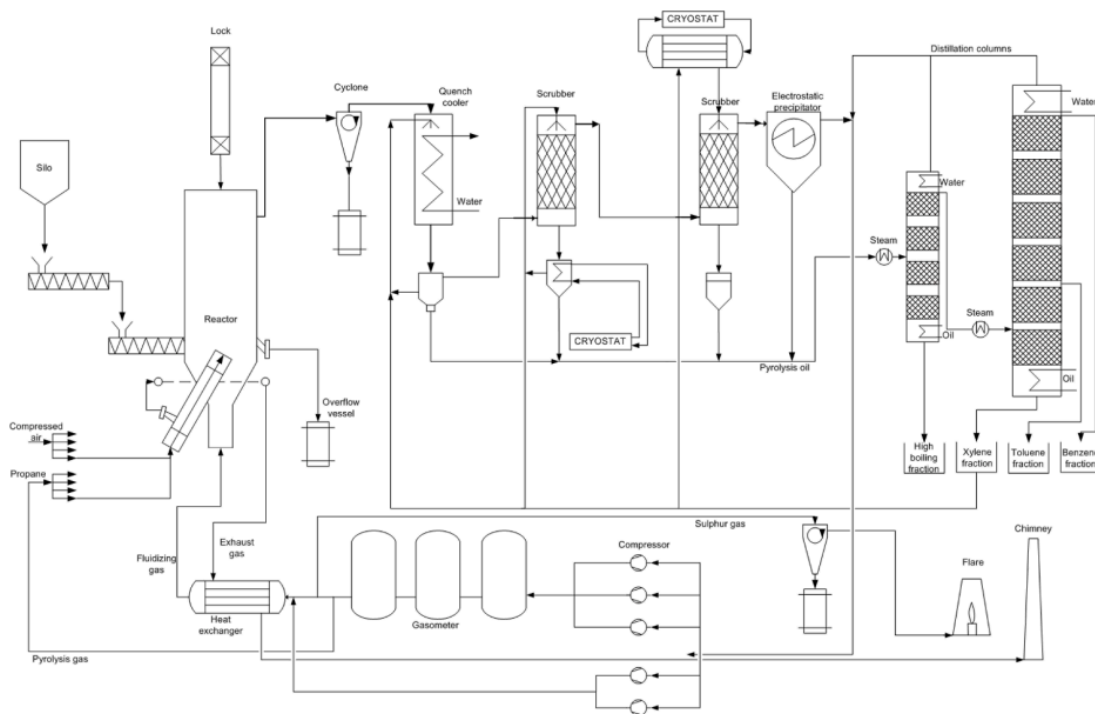 CRYOSTAT
Lock
Distillation columns
Cyclone
Quench
cooler
Scrubber
Scrubber
Electrostatic
precipitator
Water
Silo
Water
Water
Steam
Reactor
Steam
Oil
CRYOSTAT
Pyrolysis oil
Oil
Overflow
vessel
Compressed
air
High
boiling
fraction
Xylene
fraction
Toluene
fraction
Benzene
fraction
Propane
Sulphur gas
Chimney
Exhaust
gas
Fluidizing
gas
Compressor
Flare
Heat
exchanger
Gasometer
Pyrolysis gas